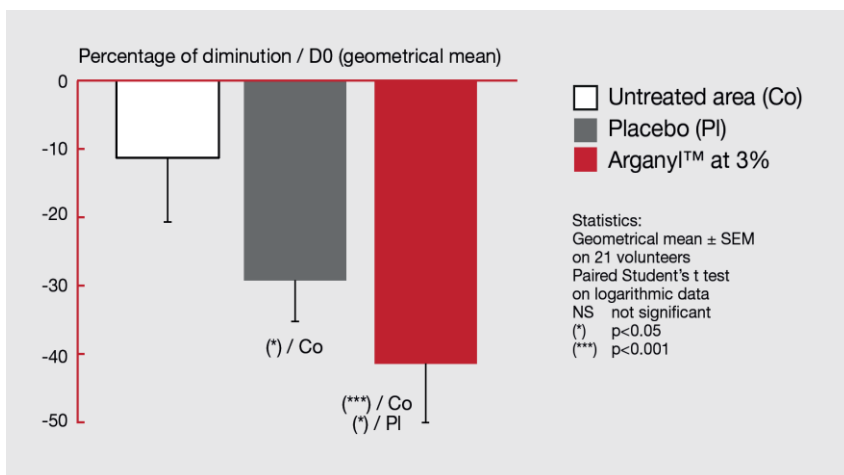 Percentage of diminution / D0 (geometrical mean)
0
-10
-20
-30
-40
-50
(*) / Co
(***) / Co
(*) / Pl
Untreated area (Co)
Placebo (Pl)
Arganyl™ at 3%
Statistics:
Geometrical mean ± SEM
on 21 volunteers
Paired Student's t test
on logarithmic data
NS not significant
(*) p<0.05
(***) p<0.001